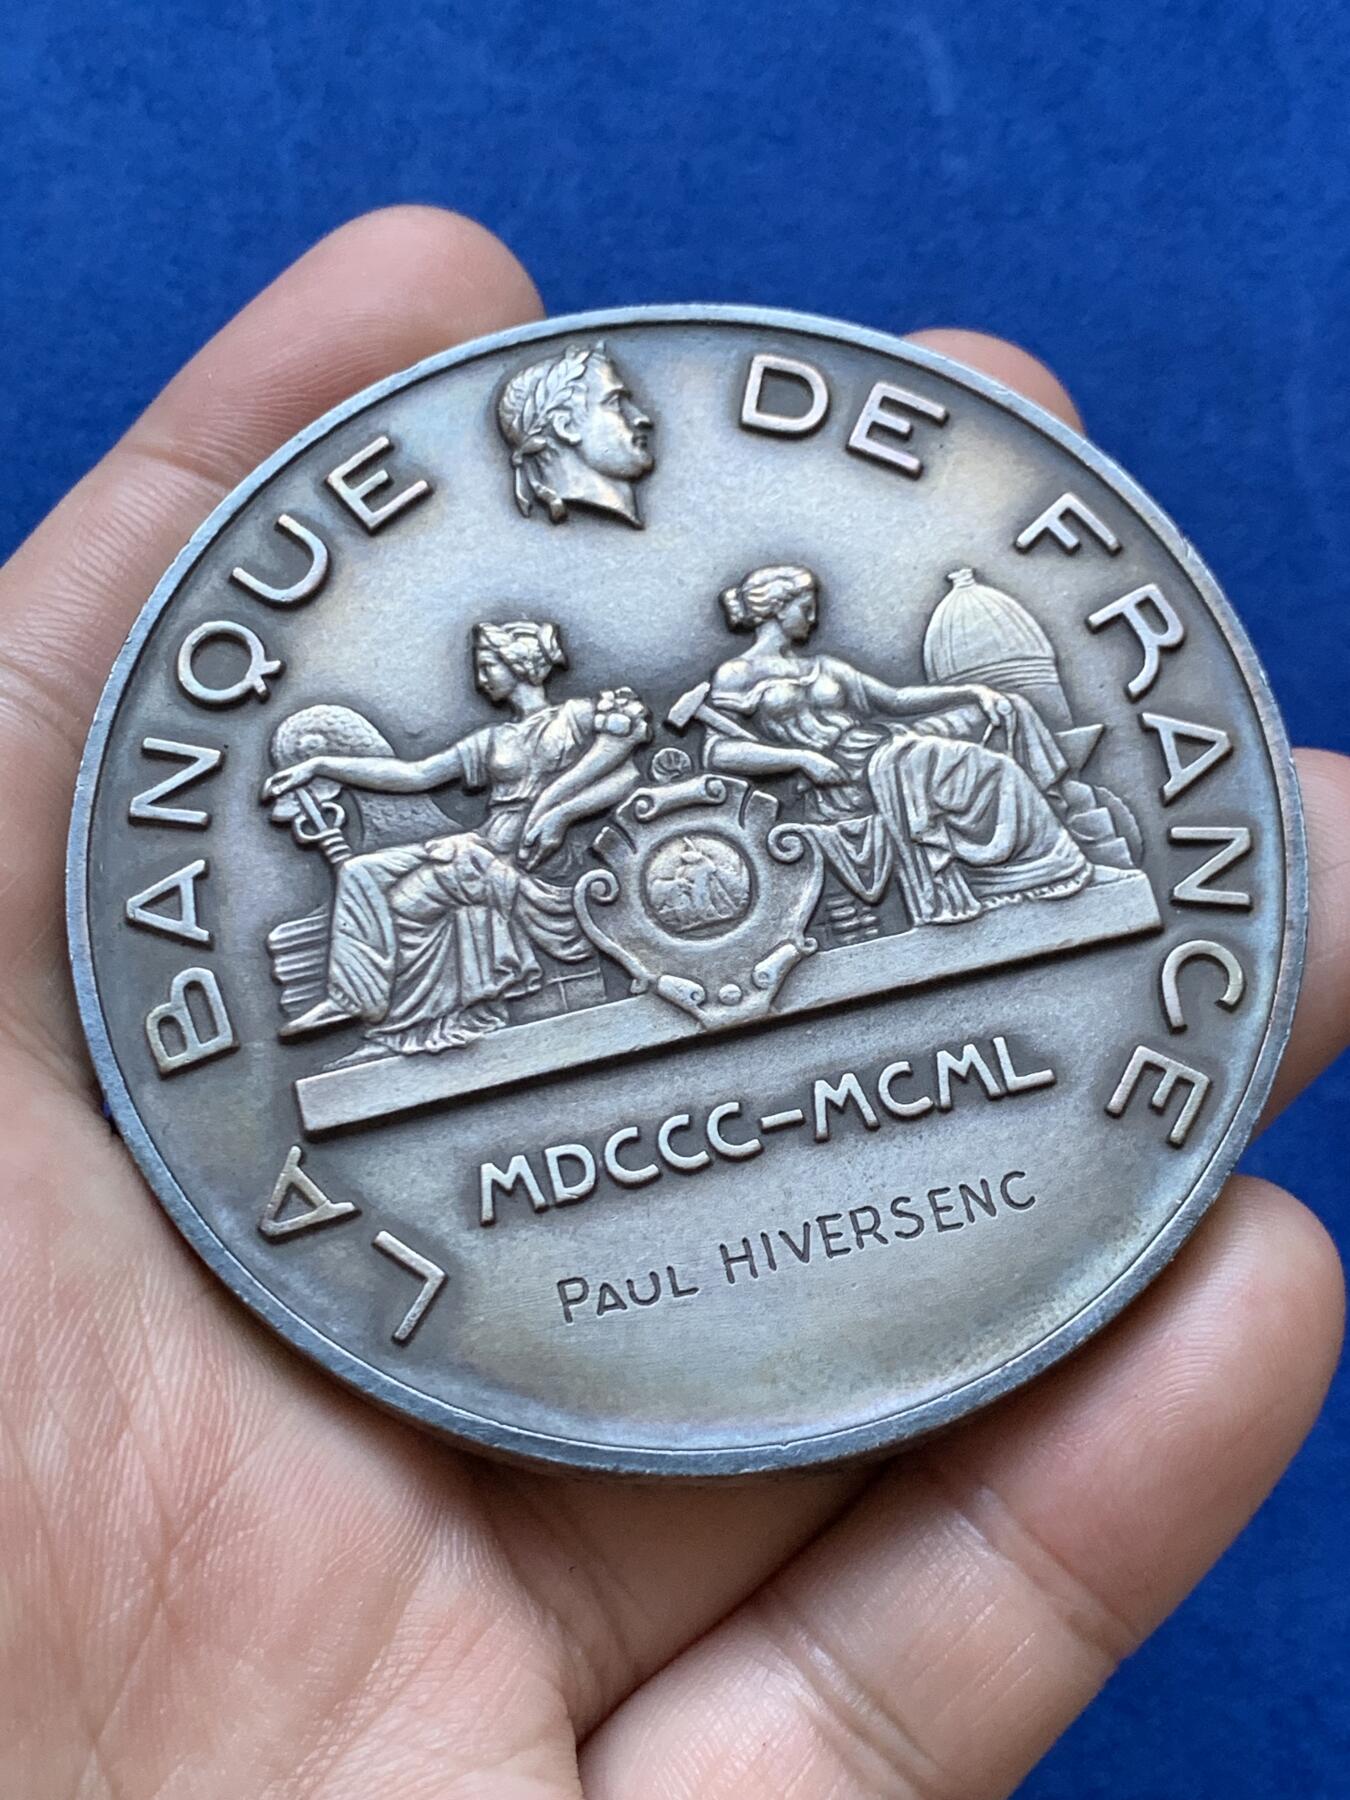 LA BANQUE DE FRANCE
MDCCC-MCML
PAUL HIVERSENC